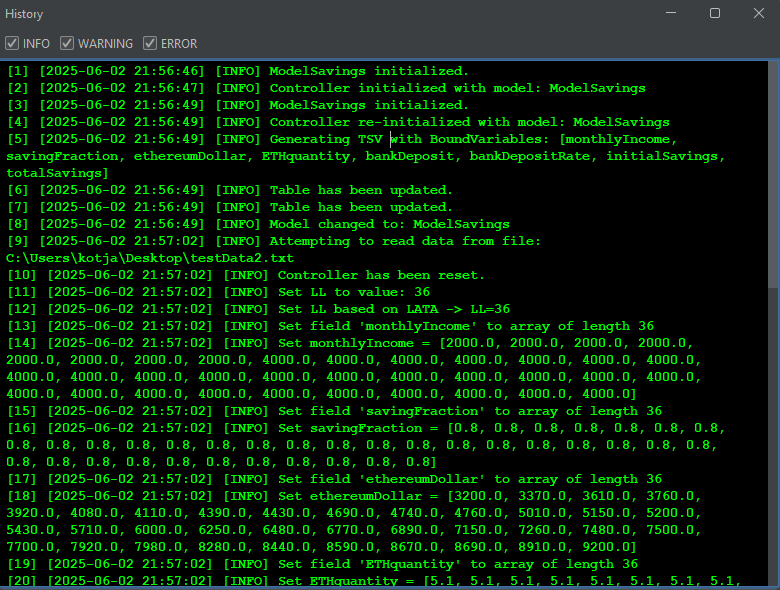 History
INFO WARNING ERROR
[1] [2025-06-02 21:56:46] [INFO] ModelSavings initialized.
[2] [2025-06-02 21:56:47] [INFO] Controller initialized with model: ModelSavings
[3] [2025-06-02 21:56:49] [INFO] ModelSavings initialized.
[4] [2025-06-02 21:56:49] [INFO] Controller re-initialized with model: ModelSavings
[5] [2025-06-02 21:56:49] [INFO] Generating TSV with BoundVariables: [monthlyIncome,
savingFraction, ethereumDollar, ETHquantity, bankDeposit, bankDepositRate, initialSavings,
totalSavings]
[6] [2025-06-02 21:56:49] [INFO] Table has been updated.
[7] [2025-06-02 21:56:49] [INFO] Table has been updated.
[8] [2025-06-02 21:56:49] [INFO] Model changed to: ModelSavings
[9] [2025-06-02 21:57:02] [INFO] Attempting to read data from file:
C:\Users\kotja\Desktop\testData2.txt
[10] [2025-06-02 21:57:02] [INFO] Controller has been reset.
[11] [2025-06-02 21:57:02] [INFO] Set LL to value: 36
[12] [2025-06-02 21:57:02] [INFO] Set LL based on LATA -> LL=36
[13] [2025-06-02 21:57:02] [INFO] Set field 'monthlyIncome' to array of length 36
[14] [2025-06-02 21:57:02] [INFO] Set monthlyIncome = [2000.0, 2000.0, 2000.0, 2000.0,
2000.0, 2000.0, 2000.0, 2000.0, 4000.0, 4000.0, 4000.0, 4000.0, 4000.0, 4000.0, 4000.0,
4000.0, 4000.0, 4000.0, 4000.0, 4000.0, 4000.0, 4000.0, 4000.0, 4000.0, 4000.0, 4000.0,
4000.0, 4000.0, 4000.0, 4000.0, 4000.0, 4000.0, 4000.0, 4000.0, 4000.0, 4000.0]
[15] [2025-06-02 21:57:02] [INFO] Set field 'savingFraction' to array of length 36
[16] [2025-06-02 21:57:02] [INFO] Set savingFraction = [0.8, 0.8, 0.8, 0.8, 0.8, 0.8, 0.8,
0.8, 0.8, 0.8, 0.8, 0.8, 0.8, 0.8, 0.8, 0.8, 0.8, 0.8, 0.8, 0.8, 0.8, 0.8, 0.8, 0.8, 0.8,
0.8, 0.8, 0.8, 0.8, 0.8, 0.8, 0.8, 0.8, 0.8, 0.8, 0.8]
[17] [2025-06-02 21:57:02] [INFO] Set field 'ethereumDollar' to array of length 36
[18] [2025-06-02 21:57:02] [INFO] Set ethereumDollar = [3200.0, 3370.0, 3610.0, 3760.0,
3920.0, 4080.0, 4110.0, 4390.0, 4430.0, 4690.0, 4740.0, 4760.0, 5010.0, 5150.0, 5200.0,
5430.0, 5710.0, 6000.0, 6250.0, 6480.0, 6770.0, 6890.0, 7150.0, 7260.0, 7480.0, 7500.0,
7700.0, 7920.0, 7980.0, 8280.0, 8440.0, 8590.0, 8670.0, 8690.0, 8910.0, 9200.0]
[19] [2025-06-02 21:57:02] [INFO] Set field 'ETHquantity' to array of length 36
[20] [2025-06-02 21:57:02] [INFO] Set ETHquantity = [5.1, 5.1, 5.1, 5.1, 5.1, 5.1, 5.1, 5.1,